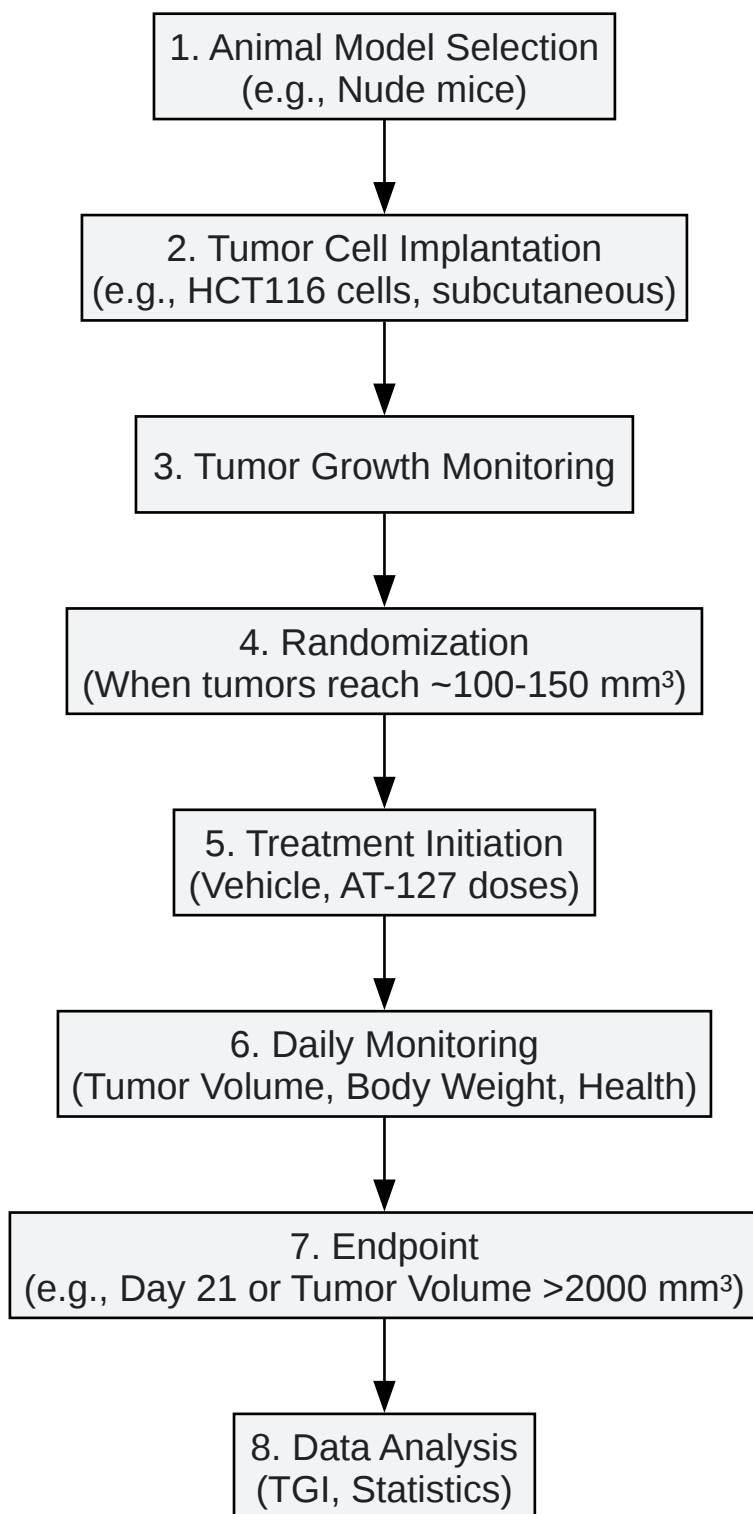 1. Animal Model Selection
(e.g., Nude mice)
2. Tumor Cell Implantation
(e.g., HCT116 cells, subcutaneous)
3. Tumor Growth Monitoring
4. Randomization
(When tumors reach ~100-150 mm³)
5. Treatment Initiation
(Vehicle, AT-127 doses)
6. Daily Monitoring
(Tumor Volume, Body Weight, Health)
7. Endpoint
(e.g., Day 21 or Tumor Volume >2000 mm³)
8. Data Analysis
(TGI, Statistics)